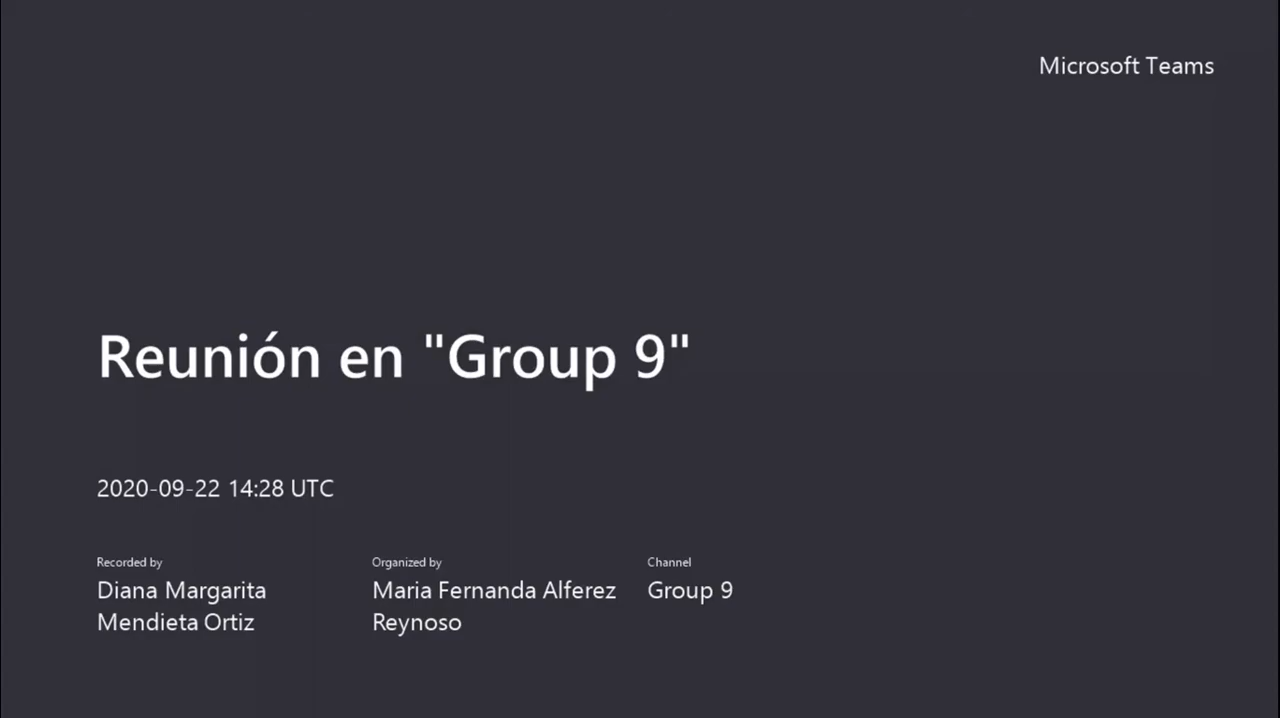 Microsoft Teams
Reunión en "Group 9"
2020-09-22 14:28 UTC
Recorded by
Diana Margarita
Mendieta Ortiz
Organized by
Maria Fernanda Alferez
Reynoso
Channel
Group 9